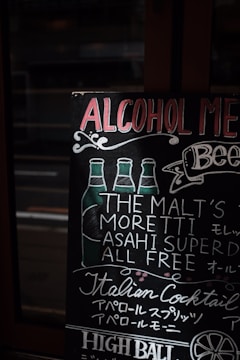 ALCOHOL ME
Bee
THE MALT'S
MORETTI モレッ
ASAHI SUPERD
ALL FREE オール
Italian Cocktail
アペロールスプリッツ
アペロールモーニ
HIGH BALL